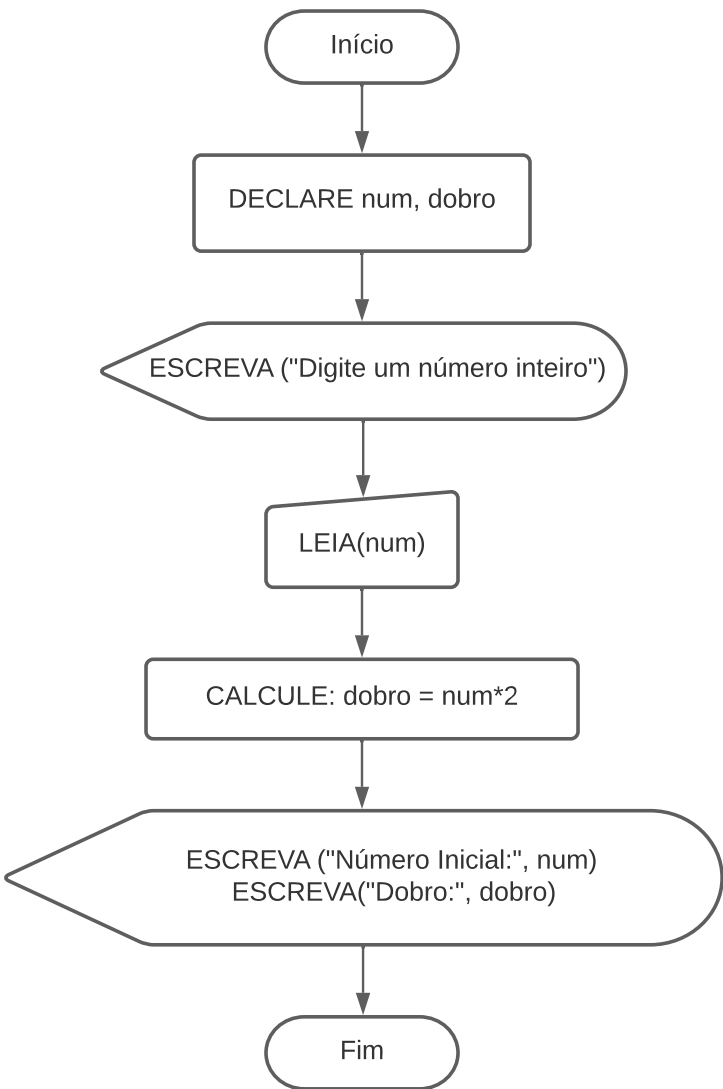 Início
DECLARE num, dobro
ESCREVA ("Digite um número inteiro")
LEIA(num)
CALCULE: dobro = num*2
ESCREVA ("Número Inicial:", num)
ESCREVA("Dobro:", dobro)
Fim